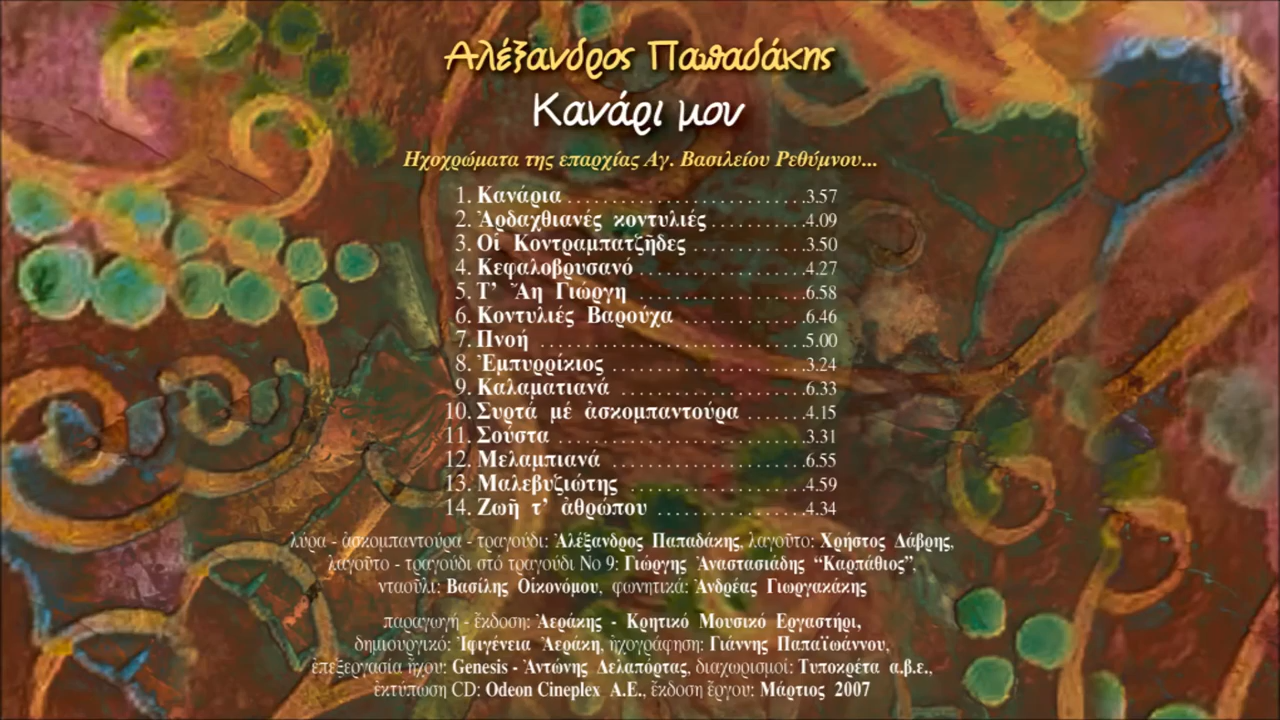 Αλέξανδρος Παπαδάκης
Κανάρι μου
Ηχοχρώματα της επαρχίας Αγ. Βασιλείου Ρεθύμνου...
1. Κανάρια ........................ 3.57
2. Ἀρδαχθιανές κοντυλιές .......... 4.09
3. Οἱ Κοντραμπατζῆδες ............ 3.50
4. Κεφαλοβρυσανό ................. 4.27
5. Τ’ Ἄη Γιώργη ................. 6.58
6. Κοντυλιές Βαρούχα ............. 6.46
7. Πνοή ......................... 5.00
8. Ἐμπυρρίκιος ................... 3.24
9. Καλαματιανά ................... 6.33
10. Συρτά μέ ἀσκομπαντούρα ....... 4.15
11. Σούστα ....................... 3.31
12. Μελαμπιανά ................... 6.55
13. Μαλεβυζιώτης ................. 4.59
14. Ζωῆ τ’ ἀθρώπου ............... 4.34
λύρα - ἀσκομπαντούρα - τραγούδι: Ἀλέξανδρος Παπαδάκης, λαγοῦτο: Χρήστος Δάβρης,
λαγοῦτο - τραγούδι στό τραγούδι Νο 9: Γιώργης Ἀναστασιάδης “Καρπάθιος”,
νταοῦλι: Βασίλης Οἰκονόμου, φωνητικά: Ἀνδρέας Γιωργακάκης
παραγωγή - ἔκδοση: Ἀεράκης - Κρητικό Μουσικό Εργαστήρι,
δημιουργικό: Ἰφιγένεια Ἀεράκη, ἠχογράφηση: Γιάννης Παπαϊωάννου,
ἐπεξεργασία ἤχου: Genesis - Ἀντώνης Δελαπόρτας, διαχωρισμοί: Τυποκρέτα α.β.ε.,
ἐκτύπωση CD: Odeon Cineplex Α.Ε., ἔκδοση ἔργου: Μάρτιος 2007